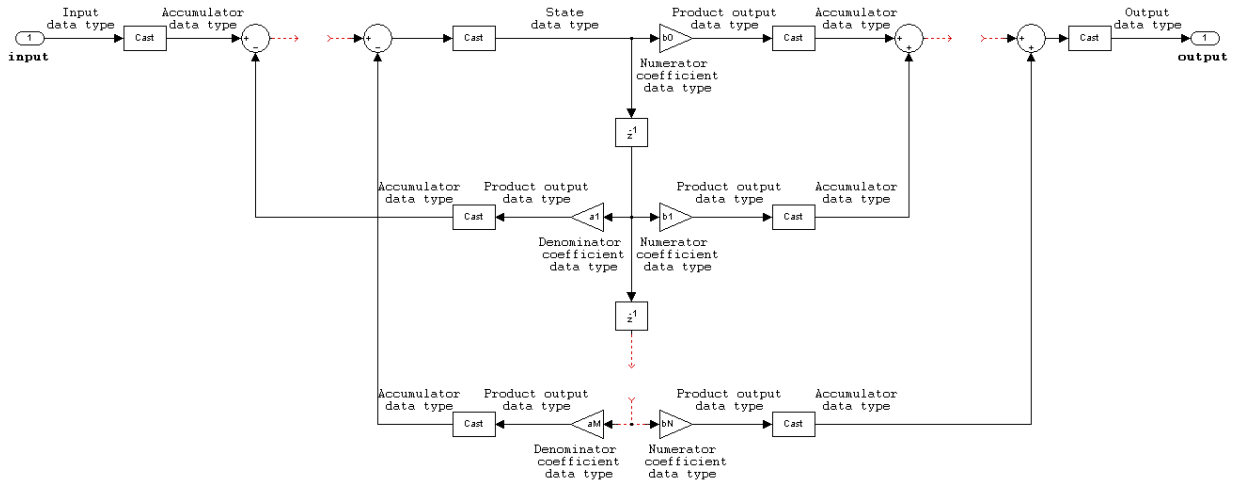 Input
data type
Accumulator
data type
State
data type
Product output
data type
Accumulator
data type
Output
data type
1
input
Cast
+
−
+
−
Cast
b0
Cast
+
+
+
+
Cast
1
output
Numerator
coefficient
data type
z-1
Accumulator
data type
Product output
data type
Product output
data type
Accumulator
data type
Cast
a1
b1
Cast
Denominator
coefficient
data type
Numerator
coefficient
data type
z-1
Accumulator
data type
Product output
data type
Product output
data type
Accumulator
data type
Cast
aM
bN
Cast
Denominator
coefficient
data type
Numerator
coefficient
data type